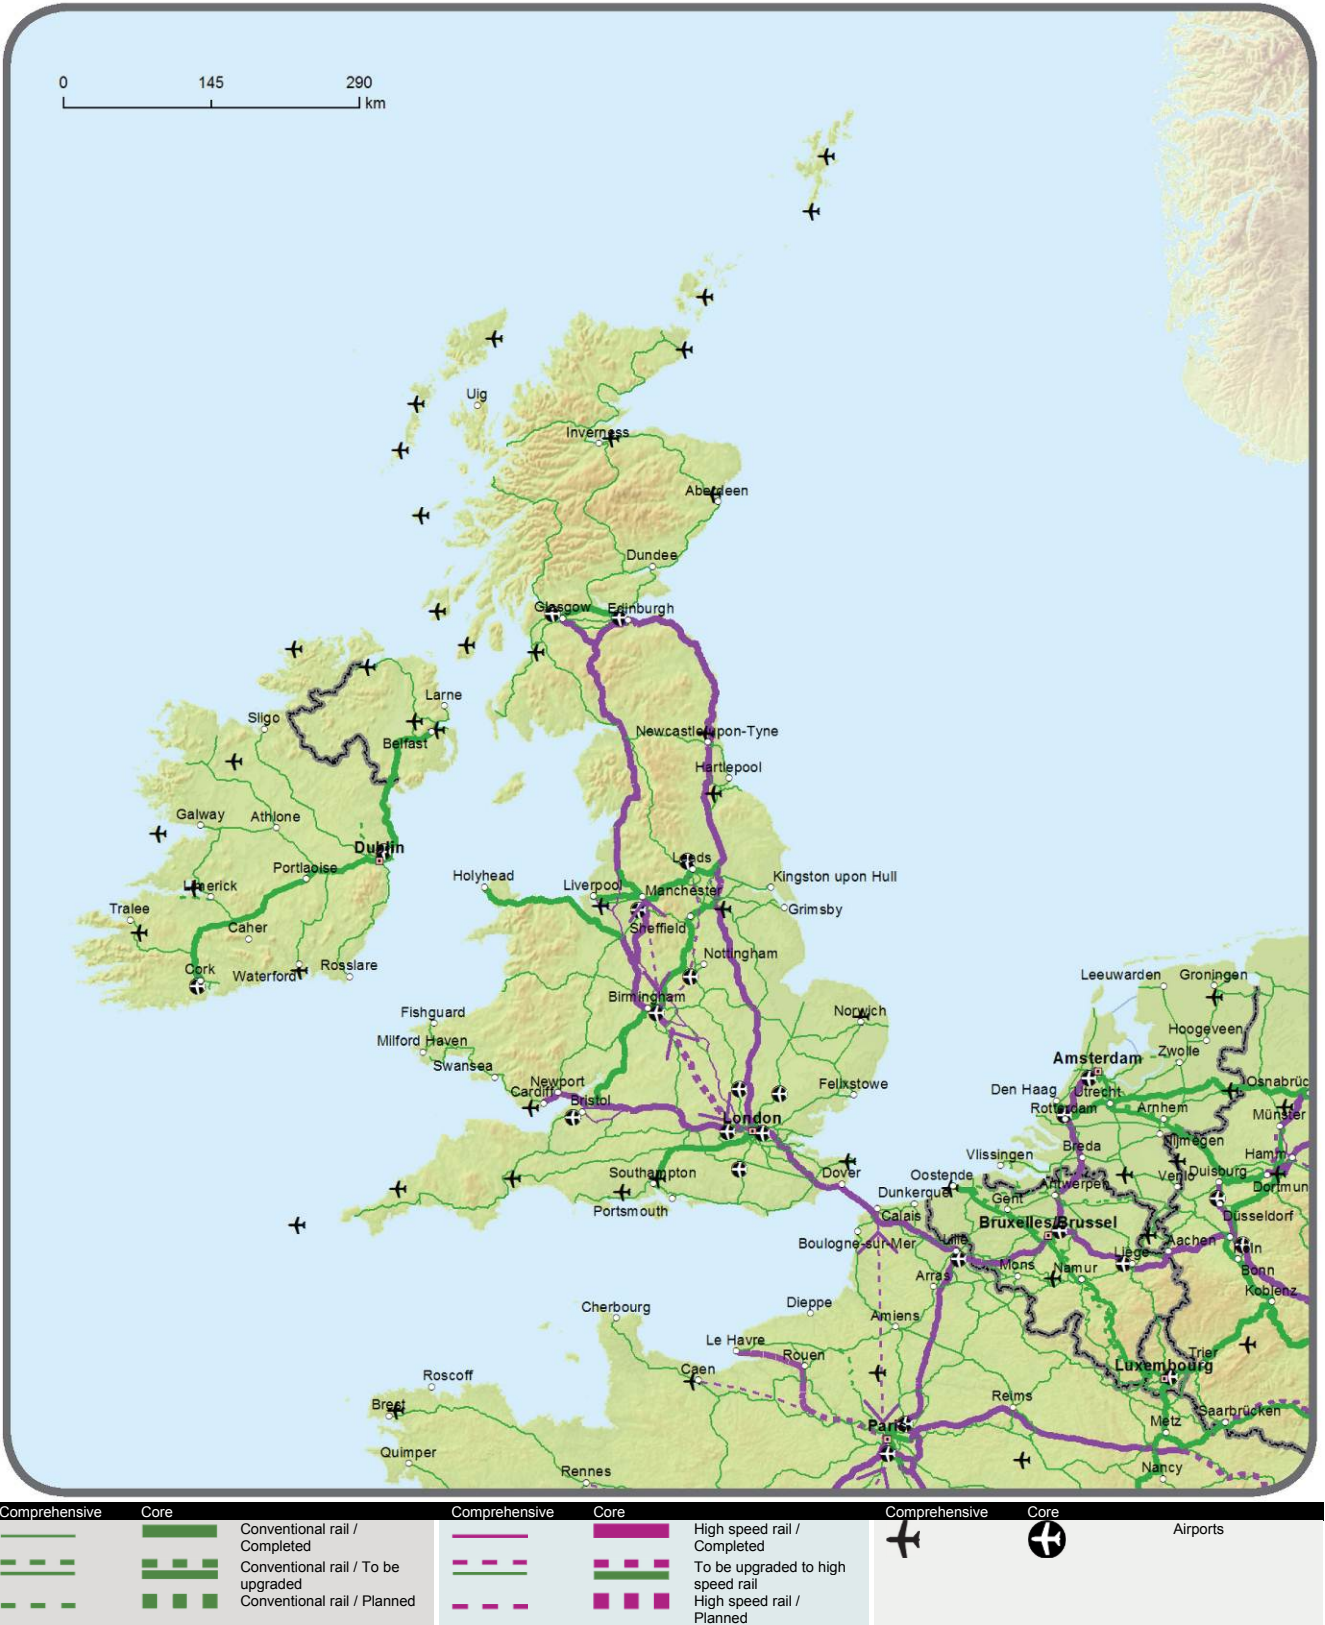 0 145 290
km
Uig
Inverness
Aberdeen
Dundee
Glasgow Edinburgh
Larne
Sligo
Newcastle-upon-Tyne
Belfast
Hartlepool
Galway Athlone
Dublin
Leeds
Portlaoise
Holyhead Liverpool Manchester Kingston upon Hull
Limerick
Tralee Grimsby
Caher Sheffield
Nottingham
Cork Waterford Rosslare
Leeuwarden Groningen
Birmingham
Fishguard Norwich
Hoogeveen
Milford Haven
Zwolle
Swansea Amsterdam
Newport Felixstowe Osnabrüc
Cardiff Bristol Den Haag Utrecht
London Rotterdam Arnhem Münster
Nijmegen
Breda Hamm
Vlissingen
Southampton Dover Oostende Venlo Duisburg
Antwerpen Dortmun
Portsmouth Dunkerque Gent
Calais Bruxelles/Brussel Düsseldorf
Boulogne-sur-Mer Lille Liege Aachen Köln
Arras Mons Namur Bonn
Koblenz
Cherbourg Dieppe
Amiens
Le Havre
Rouen Trier
Caen Luxembourg
Roscoff
Brest Reims
Paris Metz Saarbrücken
Quimper
Rennes Nancy
Comprehensive Core Comprehensive Core Comprehensive Core
Conventional rail / High speed rail / Airports
Completed Completed
Conventional rail / To be To be upgraded to high
upgraded speed rail
Conventional rail / Planned High speed rail /
Planned